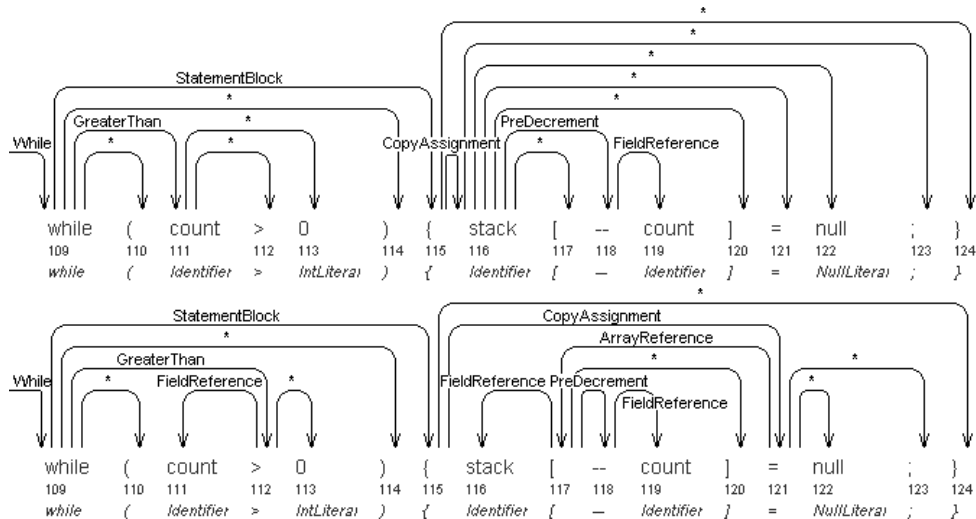 *
*
StatementBlock *
* *
GreaterThan * PreDecrement *
While * * CopyAssignment * FieldReference
while ( count > 0 ) { stack [ -- count ] = null ; }
109 110 111 112 113 114 115 116 117 118 119 120 121 122 123 124
while ( Identifier > IntLiteral ) { Identifier [ -- Identifier ] = NullLiteral ; }
*
StatementBlock CopyAssignment
* ArrayReference
GreaterThan * *
While * FieldReference * FieldReference PreDecrement *
FieldReference
while ( count > 0 ) { stack [ -- count ] = null ; }
109 110 111 112 113 114 115 116 117 118 119 120 121 122 123 124
while ( Identifier > IntLiteral ) { Identifier [ -- Identifier ] = NullLiteral ; }